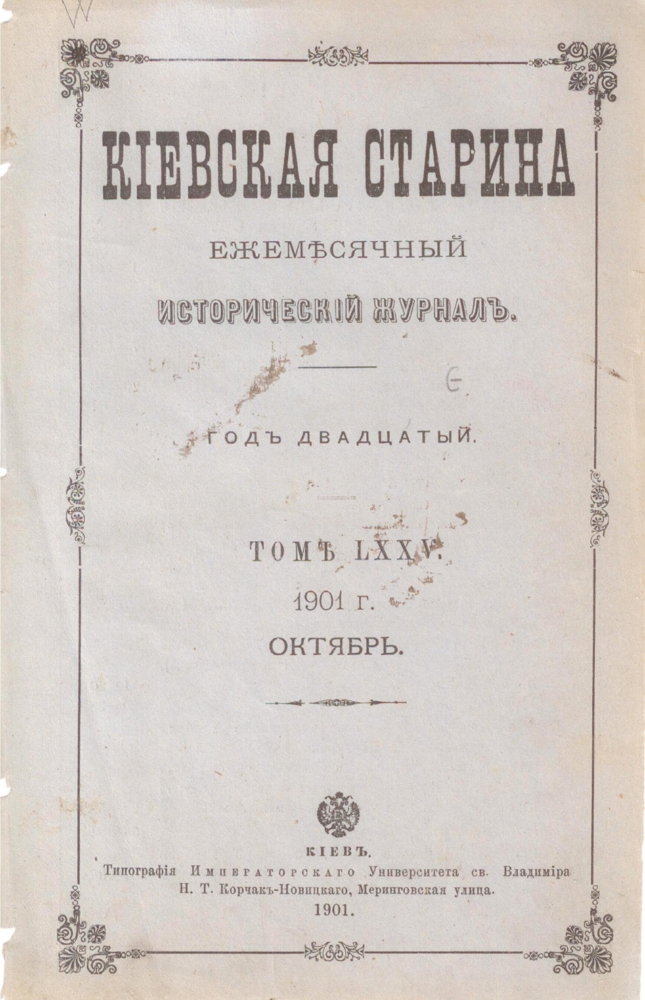 КІЕВСКАЯ СТАРИНА
ЕЖЕМѢСЯЧНЫЙ
ИСТОРИЧЕСКІЙ ЖУРНАЛЪ.
ГОДЪ ДВАДЦАТЫЙ.
ТОМЪ LXXV.
1901 г.
ОКТЯБРЬ.
КІЕВЪ.
Типографія Императорскаго Университета св. Владиміра
Н. Т. Корчакъ-Новицкаго, Меринговская улица.
1901.